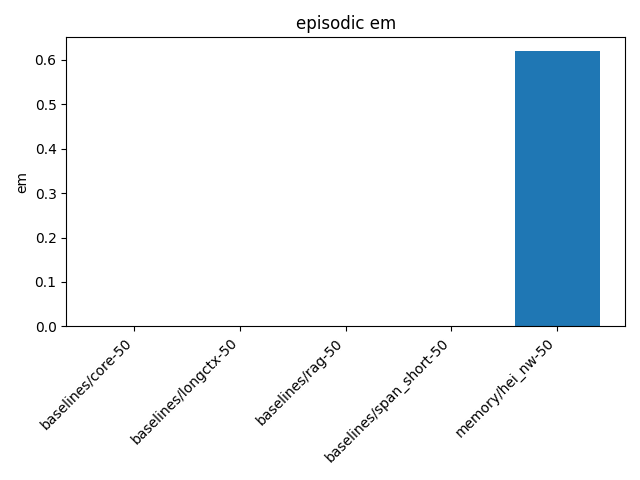 episodic em
0.6
0.5
0.4
0.3
0.2
0.1
0.0
em
baselines/core-50
baselines/longctx-50
baselines/rag-50
baselines/span_short-50
memory/hei_nw-50